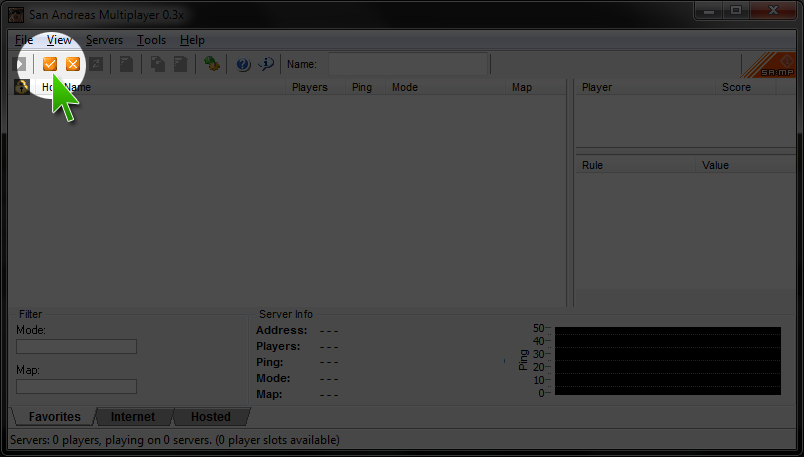 San Andreas Multiplayer 0.3x
File View Servers Tools Help
Name:
SA:MP
HostName Players Ping Mode Map
Player Score
Rule Value
Filter
Mode:
Map:
Server Info
Address: - - -
Players: - - -
Ping: - - -
Mode: - - -
Map: - - -
Ping
50
40
30
20
10
0
Favorites Internet Hosted
Servers: 0 players, playing on 0 servers. (0 player slots available)